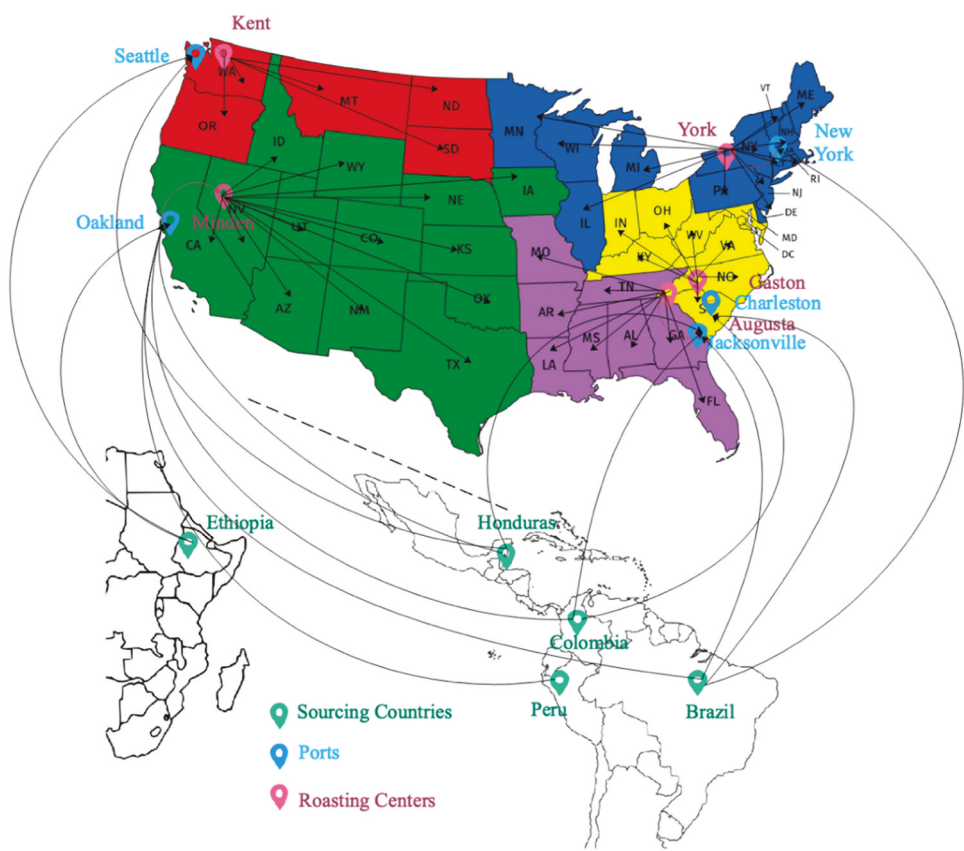 Kent
Seattle
WA
MT
ND
OR
ID
SD
WY
MN
WI
MI
VT
ME
NH
New
York
York
NY
MA
RI
PA
NJ
DE
MD
DC
Oakland
Minden
NV
CA
UT
CO
NE
IA
KS
IL
IN
OH
WV
VA
KY
NO
MO
AZ
NM
OK
TX
AR
TN
LA
MS
AL
GA
S
FL
Gaston
Charleston
Augusta
Jacksonville
Ethiopia
Honduras
Colombia
Peru
Brazil
Sourcing Countries
Ports
Roasting Centers